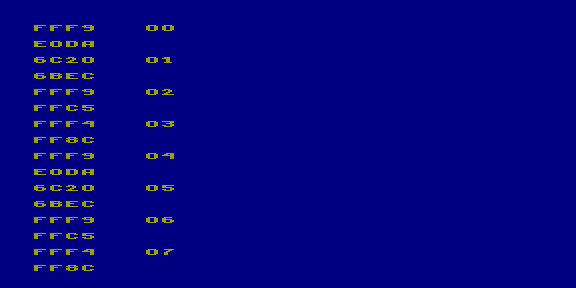 FFF9 00
E0DA
6C20 01
6BEC
FFF9 02
FFC5
FFF4 03
FF8C
FFF9 04
E0DA
6C20 05
6BEC
FFF9 06
FFC5
FFF4 07
FF8C